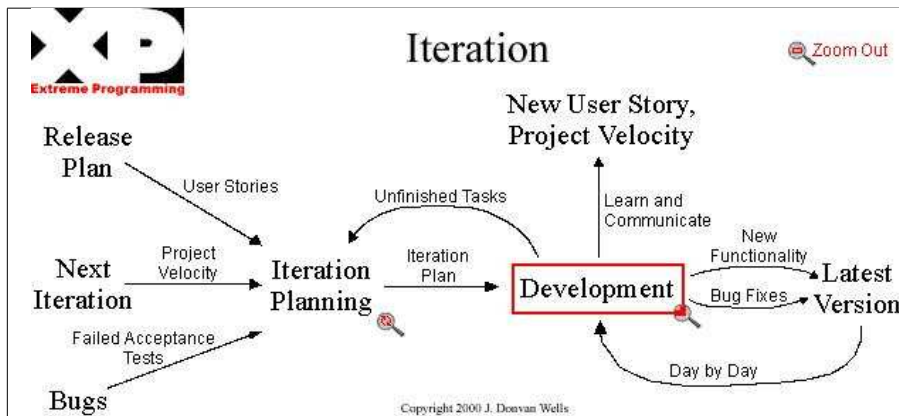 XP
Extreme Programming
Iteration
Zoom Out
New User Story,
Project Velocity
Release
Plan
User Stories
Unfinished Tasks
Learn and
Communicate
Next
Iteration
Project
Velocity
Iteration
Planning
Iteration
Plan
Development
New
Functionality
Bug Fixes
Latest
Version
Failed Acceptance
Tests
Bugs
Day by Day
Copyright 2000 J. Donvan Wells